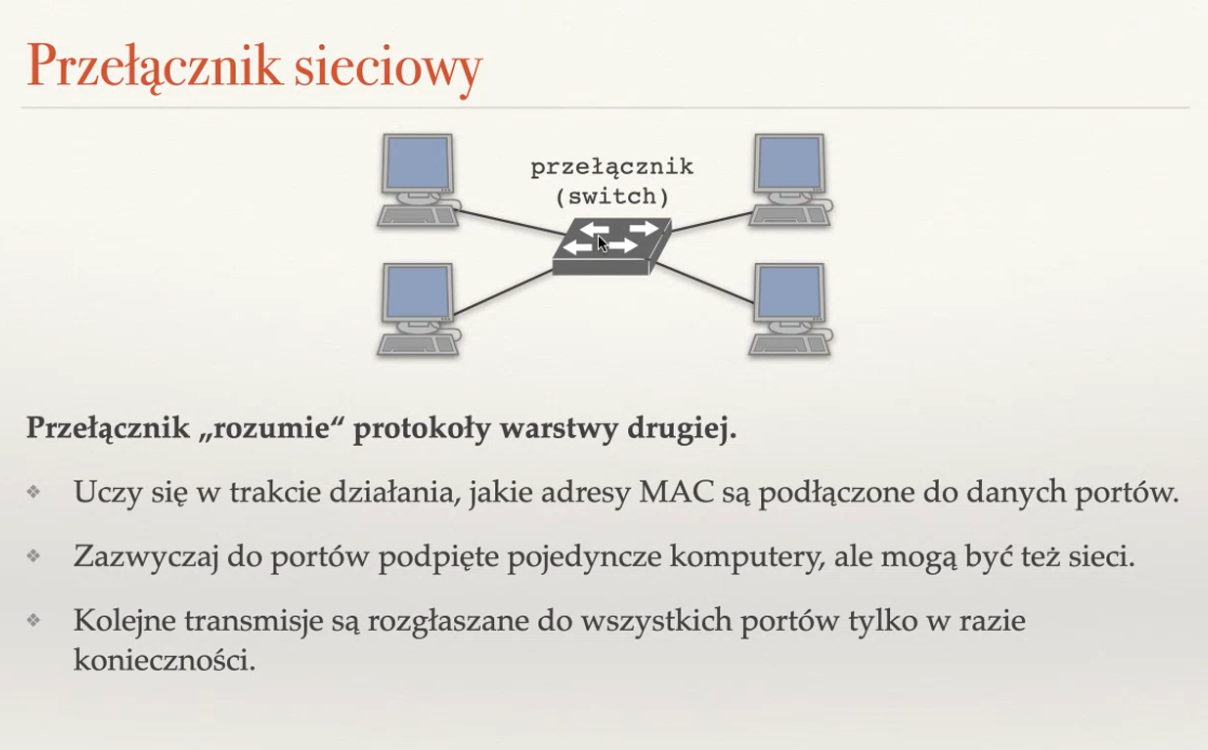 Przełącznik sieciowy
przełącznik
(switch)
Przełącznik „rozumie“ protokoły warstwy drugiej.
❖ Uczy się w trakcie działania, jakie adresy MAC są podłączone do danych portów.
❖ Zazwyczaj do portów podpięte pojedyncze komputery, ale mogą być też sieci.
❖ Kolejne transmisje są rozgłaszane do wszystkich portów tylko w razie
konieczności.